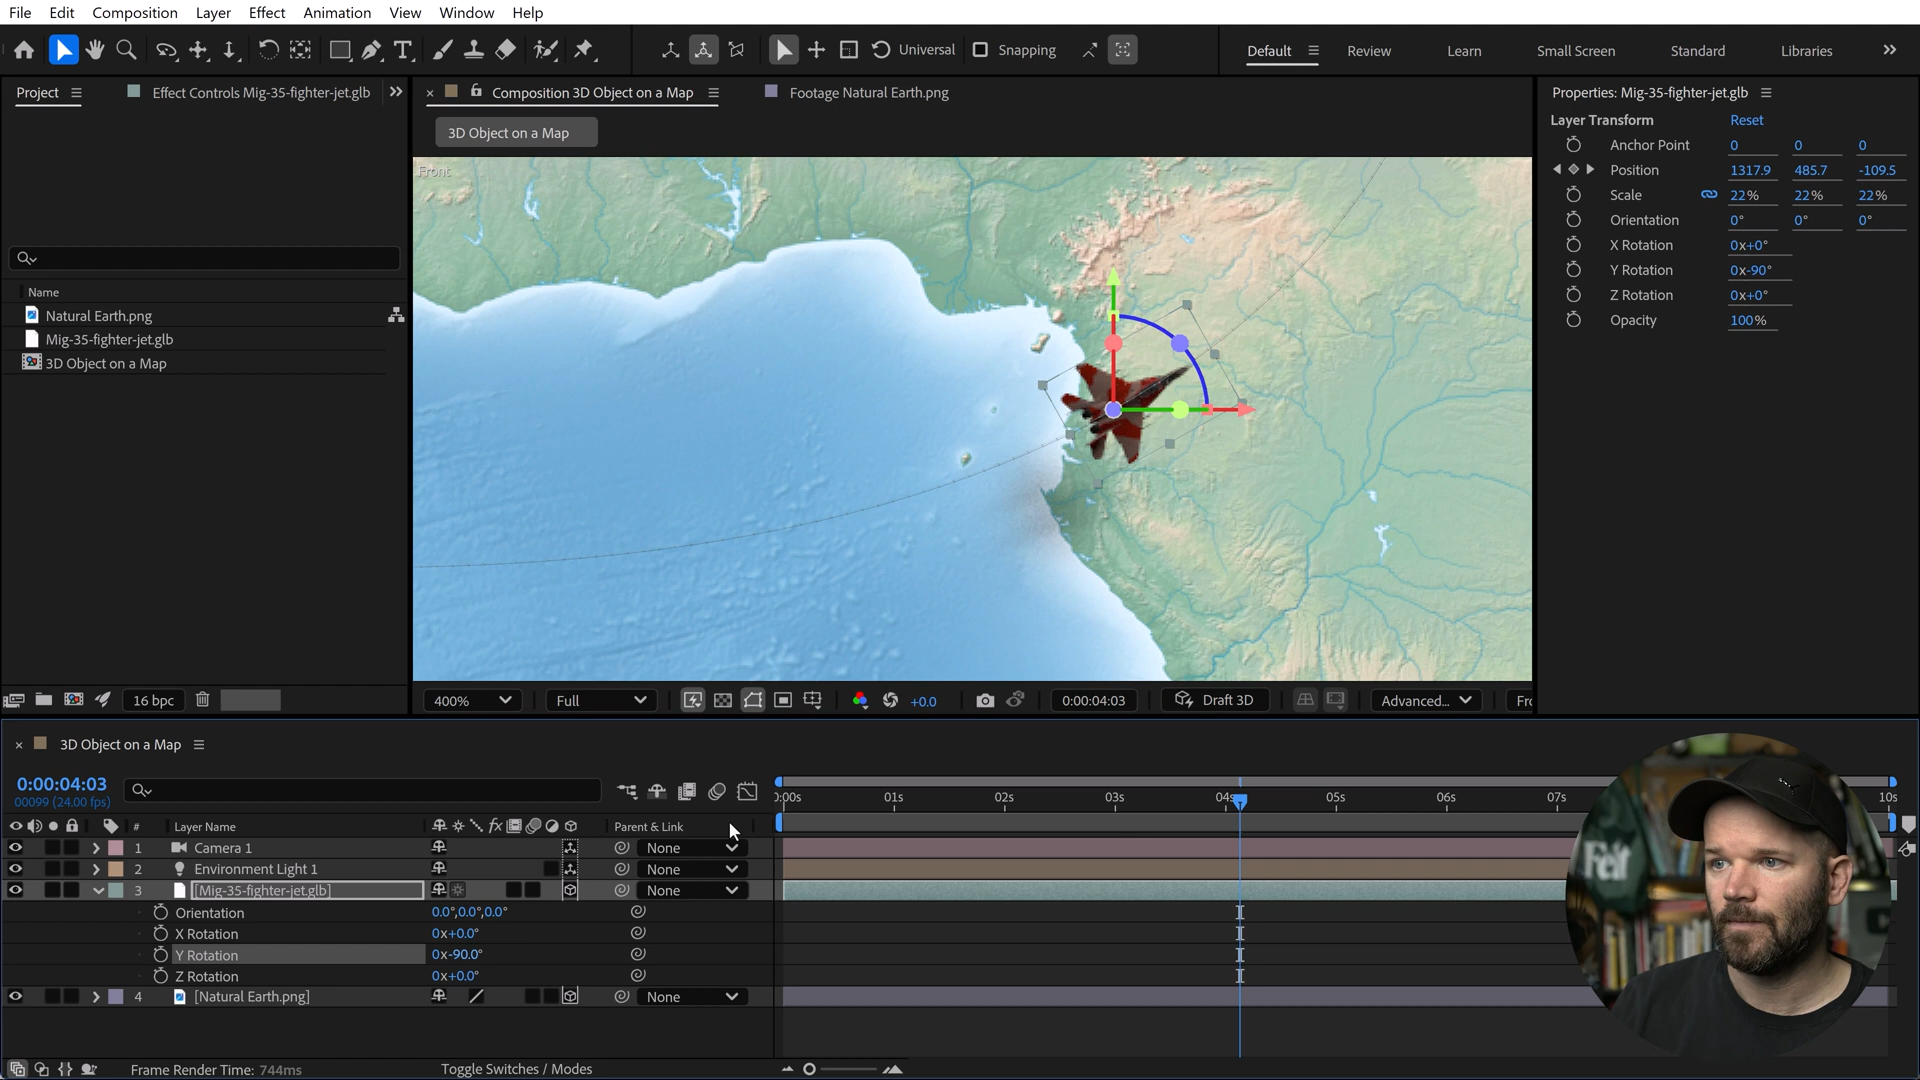 File Edit Composition Layer Effect Animation View Window Help
Universal Snapping Default Review Learn Small Screen Standard Libraries
Project Effect Controls Mig-35-fighter-jet.glb
Composition 3D Object on a Map
Footage Natural Earth.png
Properties: Mig-35-fighter-jet.glb
3D Object on a Map
Front
Layer Transform Reset
Anchor Point 0 0 0
Position 1317.9 485.7 -109.5
Scale 22% 22% 22%
Orientation 0° 0° 0°
X Rotation 0x+0°
Y Rotation 0x-90°
Z Rotation 0x+0°
Opacity 100%
Name
Natural Earth.png
Mig-35-fighter-jet.glb
3D Object on a Map
16 bpc
400% Full +0.0 0:00:04:03 Draft 3D Advanced... Fro
3D Object on a Map
0:00:04:03
00099 (24.00 fps)
0:00s 01s 02s 03s 04s 05s 06s 07s 10s
# Layer Name fx Parent & Link
1 Camera 1 None
2 Environment Light 1 None
3 [Mig-35-fighter-jet.glb] None
Orientation 0.0°,0.0°,0.0°
X Rotation 0x+0.0°
Y Rotation 0x-90.0°
Z Rotation 0x+0.0°
4 [Natural Earth.png] None
Frame Render Time: 744ms
Toggle Switches / Modes
Felt